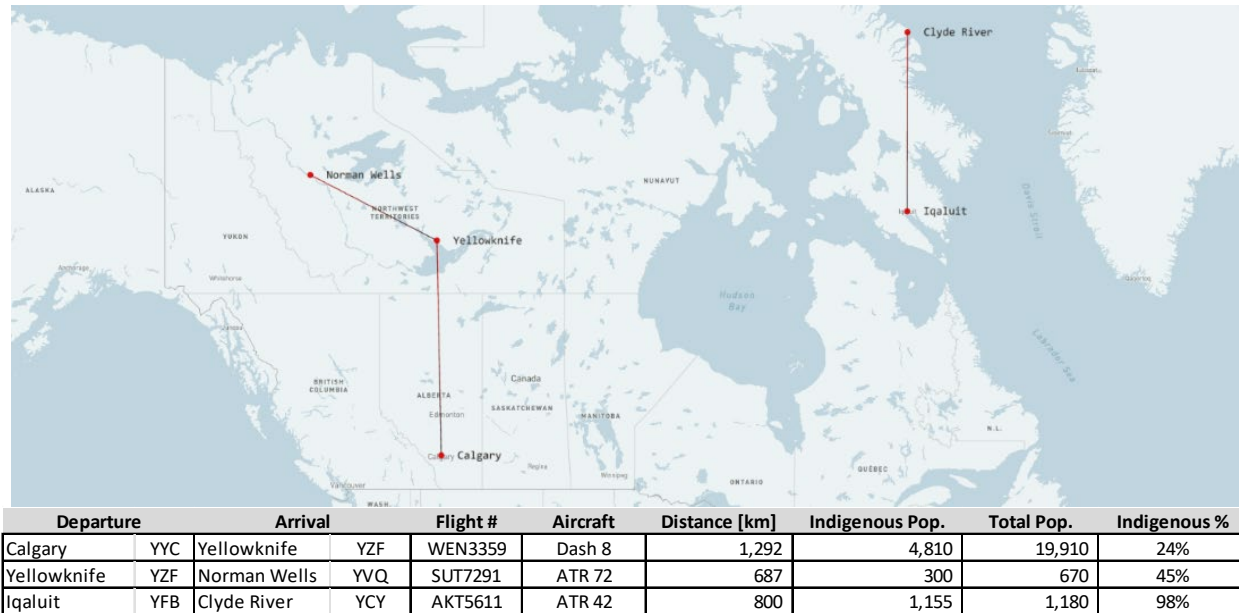 Clyde River
Norman Wells
NUNAVUT
ALASKA
NORTHWEST
TERRITORIES
Iqaluit
Davis Strait
YUKON
Yellowknife
Anchorage
Whitehorse
Hudson
Bay
Juneau
Labrador Sea
BRITISH
COLUMBIA
Canada
ALBERTA
SASKATCHEWAN
Edmonton
MANITOBA
N.L.
Calgary
Calgary
Regina
QUÉBEC
Winnipeg
ONTARIO
Vancouver
WASH.
Departure Arrival Flight # Aircraft Distance [km] Indigenous Pop. Total Pop. Indigenous %
Calgary YYC Yellowknife YZF WEN3359 Dash 8 1,292 4,810 19,910 24%
Yellowknife YZF Norman Wells YVQ SUT7291 ATR 72 687 300 670 45%
Iqaluit YFB Clyde River YCY AKT5611 ATR 42 800 1,155 1,180 98%